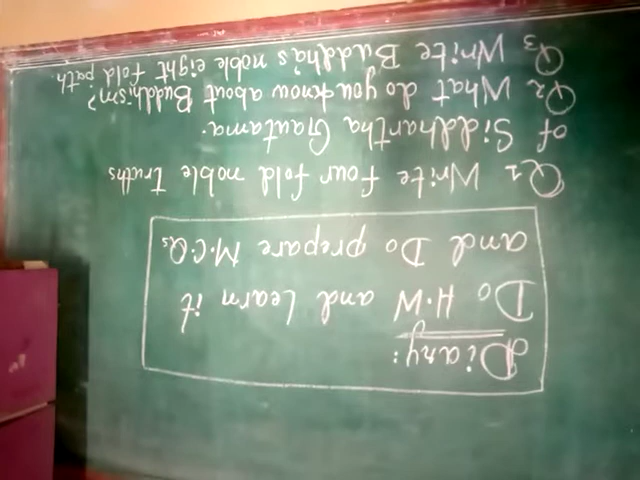 Diary:
Do H.W and Learn it
and Do prepare M.C.Qs
Q1 Write Four fold noble truths
of Siddhartha Gautama.
Q2 What do you know about Buddhism?
Q3 Write Buddha's noble eight fold path.